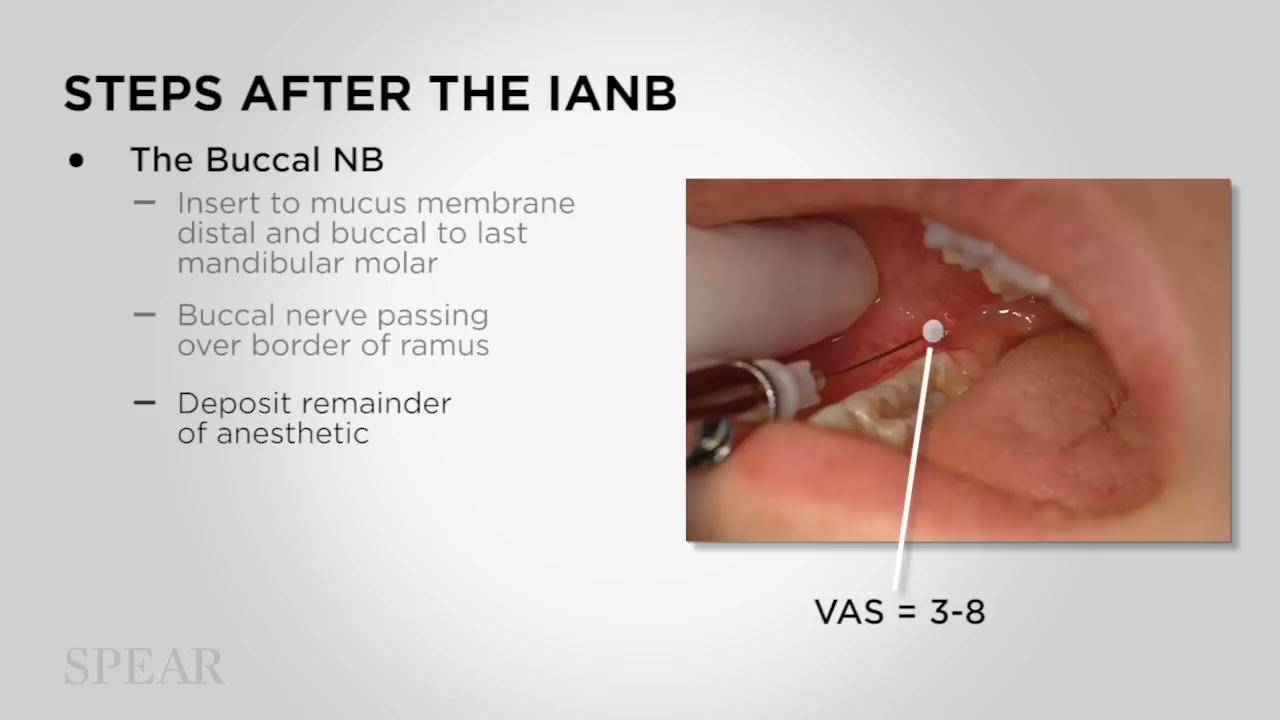 STEPS AFTER THE IANB
● The Buccal NB
— Insert to mucus membrane
distal and buccal to last
mandibular molar
— Buccal nerve passing
over border of ramus
— Deposit remainder
of anesthetic
VAS = 3-8
SPEAR